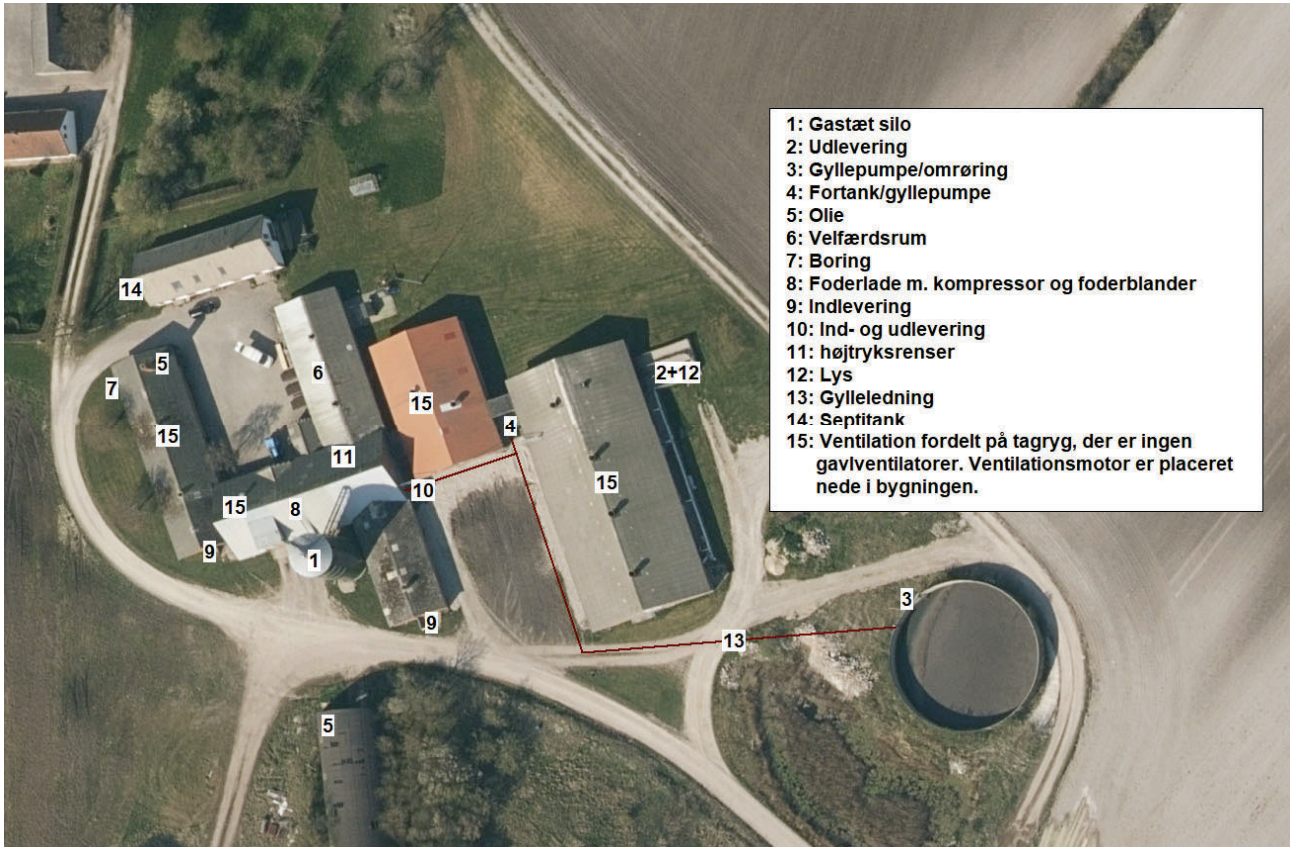 1: Gastæt silo
2: Udlevering
3: Gyllepumpe/omrøring
4: Fortank/gyllepumpe
5: Olie
6: Velfærdsrum
7: Boring
8: Foderlade m. kompressor og foderblander
9: Indlevering
10: Ind- og udlevering
11: højtryksrenser
12: Lys
13: Gylleledning
14: Septitank
15: Ventilation fordelt på tagryg, der er ingen
gavlventilatorer. Ventilationsmotor er placeret
nede i bygningen.
14
5
7
6
2+12
15
15
4
11
10
15
15
8
9
1
3
9
13
5